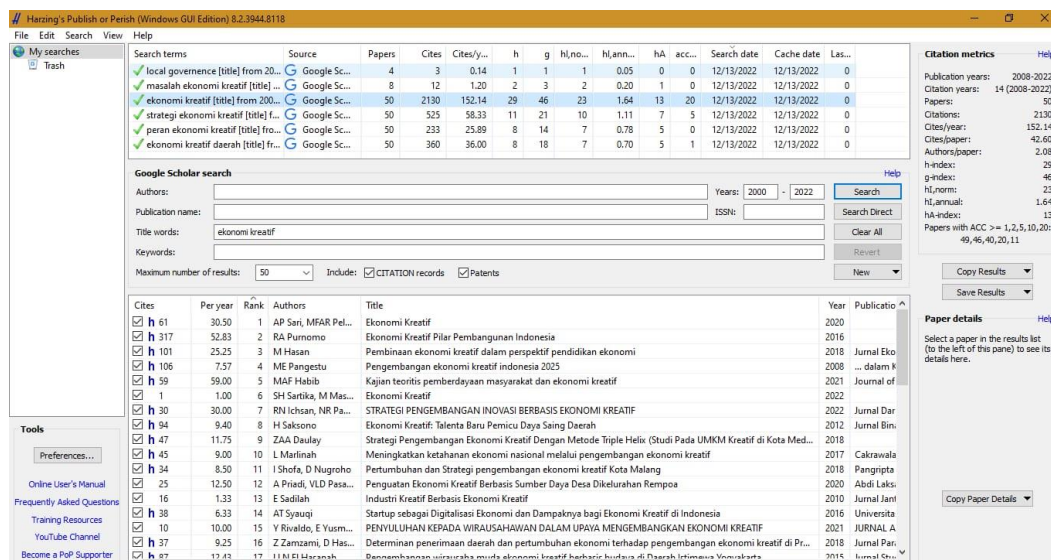 Harzing's Publish or Perish (Windows GUI Edition) 8.2.3944.8118
File Edit Search View Help
My searches
Trash
Search terms Source Papers Cites Cites/y... h g hI,no... hI,ann... hA acc... Search date Cache date Las...
local governence [title] from 20... Google Sc... 4 3 0.14 1 1 1 0.05 0 0 12/13/2022 12/13/2022 0
masalah ekonomi kreatif [title] ... Google Sc... 8 12 1.20 2 3 2 0.20 1 0 12/13/2022 12/13/2022 0
ekonomi kreatif [title] from 200... Google Sc... 50 2130 152.14 29 46 23 1.64 13 20 12/13/2022 12/13/2022 0
strategi ekonomi kreatif [title] f... Google Sc... 50 525 58.33 11 21 10 1.11 7 5 12/13/2022 12/13/2022 0
peran ekonomi kreatif [title] fro... Google Sc... 50 233 25.89 8 14 7 0.78 5 0 12/13/2022 12/13/2022 0
ekonomi kreatif daerah [title] fr... Google Sc... 50 360 36.00 8 18 7 0.70 5 1 12/13/2022 12/13/2022 0
Google Scholar search Help
Authors: Years: 2000 - 2022 Search
Publication name: ISSN: Search Direct
Title words: ekonomi kreatif Clear All
Keywords: Revert
Maximum number of results: 50 Include: CITATION records Patents New
Cites Per year Rank Authors Title Year Publicatio
h 61 30.50 1 AP Sari, MFAR Pel... Ekonomi Kreatif 2020
h 317 52.83 2 RA Purnomo Ekonomi Kreatif Pilar Pembangunan Indonesia 2016
h 101 25.25 3 M Hasan Pembinaan ekonomi kreatif dalam perspektif pendidikan ekonomi 2018 Jurnal Eko
h 106 7.57 4 ME Pangestu Pengembangan ekonomi kreatif indonesia 2025 2008 ... dalam K
h 59 59.00 5 MAF Habib Kajian teoritis pemberdayaan masyarakat dan ekonomi kreatif 2021 Journal of
1 1.00 6 SH Sartika, M Mas... Ekonomi Kreatif 2022
h 30 30.00 7 RN Ichsan, NR Pa... STRATEGI PENGEMBANGAN INOVASI BERBASIS EKONOMI KREATIF 2022 Jurnal Dar
h 94 9.40 8 H Saksono Ekonomi Kreatif: Talenta Baru Pemicu Daya Saing Daerah 2012 Jurnal Bin
h 47 11.75 9 ZAA Daulay Strategi Pengembangan Ekonomi Kreatif Dengan Metode Triple Helix (Studi Pada UMKM Kreatif di Kota Med... 2018
h 45 9.00 10 L Marlinah Meningkatkan ketahanan ekonomi nasional melalui pengembangan ekonomi kreatif 2017 Cakrawala
h 34 8.50 11 I Shofa, D Nugroho Pertumbuhan dan Strategi pengembangan ekonomi kreatif Kota Malang 2018 Pangripta
25 12.50 12 A Priadi, VLD Pasa... Penguatan Ekonomi Kreatif Berbasis Sumber Daya Desa Dikelurahan Rempoa 2020 Abdi Laks
16 1.33 13 E Sadilah Industri Kreatif Berbasis Ekonomi Kreatif 2010 Jurnal Jant
h 38 6.33 14 AT Syauqi Startup sebagai Digitalisasi Ekonomi dan Dampaknya bagi Ekonomi Kreatif di Indonesia 2016 Universita
10 10.00 15 Y Rivaldo, E Yusm... PENYULUHAN KEPADA WIRAUSAHAWAN DALAM UPAYA MENGEMBANGKAN EKONOMI KREATIF 2021 JURNAL A
h 37 9.25 16 Z Zamzami, D Has... Determinan penerimaan daerah dan pertumbuhan ekonomi terhadap pengembangan ekonomi kreatif di Pr... 2018 Jurnal Par
h 87 12.43 17 Pengembangan wirausaha muda ekonomi kreatif berbasis budaya di Daerah Istimewa Yogyakarta 2015 Jurnal Stu
Tools
Preferences...
Online User's Manual
Frequently Asked Questions
Training Resources
YouTube Channel
Become a PoP Supporter
Citation metrics Help
Publication years: 2008-2022
Citation years: 14 (2008-2022)
Papers: 50
Citations: 2130
Cites/year: 152.14
Cites/paper: 42.60
Authors/paper: 2.08
h-index: 29
g-index: 46
hI,norm: 23
hI,annual: 1.64
hA-index: 13
Papers with ACC >= 1,2,5,10,20:
49,46,40,20,11
Copy Results
Save Results
Paper details Help
Select a paper in the results list
(to the left of this pane) to see its
details here.
Copy Paper Details